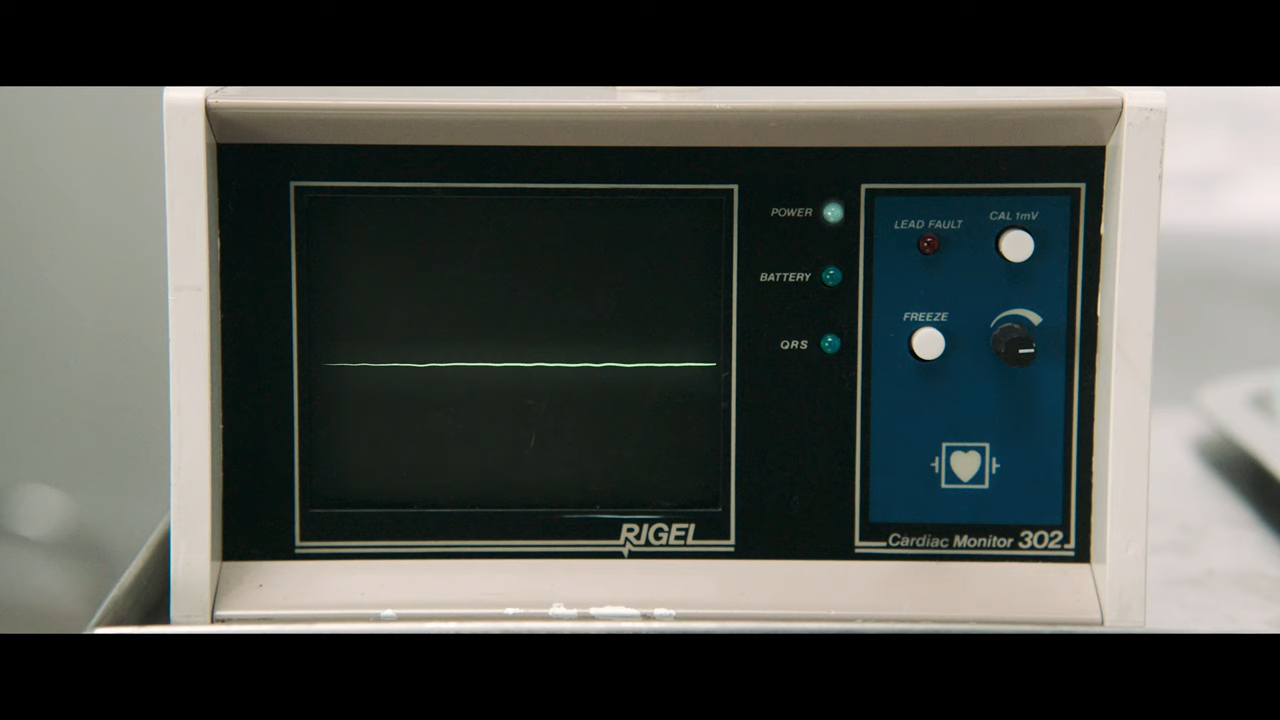 POWER
BATTERY
QRS
LEAD FAULT
CAL 1mV
FREEZE
RIGEL
Cardiac Monitor 302